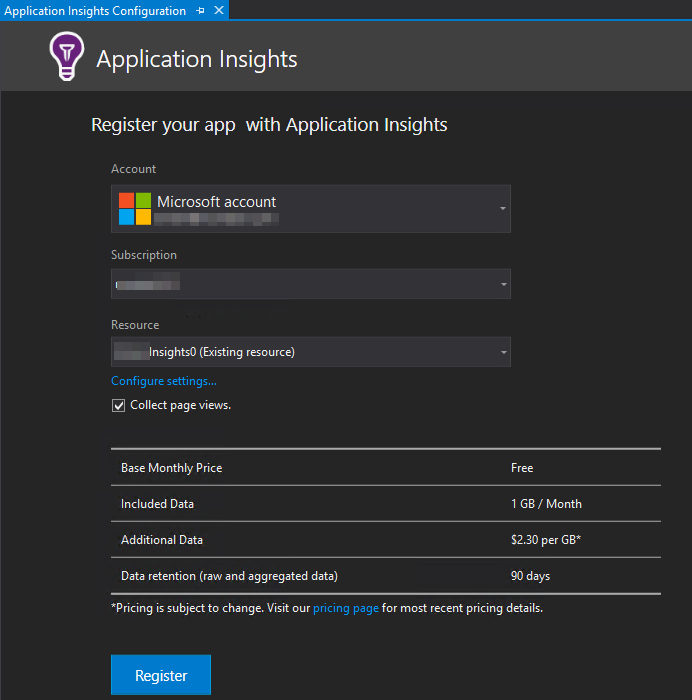 Application Insights Configuration
Application Insights
Register your app with Application Insights
Account
Microsoft account
Subscription
Resource
Insights0 (Existing resource)
Configure settings...
Collect page views.
Base Monthly Price Free
Included Data 1 GB / Month
Additional Data $2.30 per GB*
Data retention (raw and aggregated data) 90 days
*Pricing is subject to change. Visit our pricing page for most recent pricing details.
Register